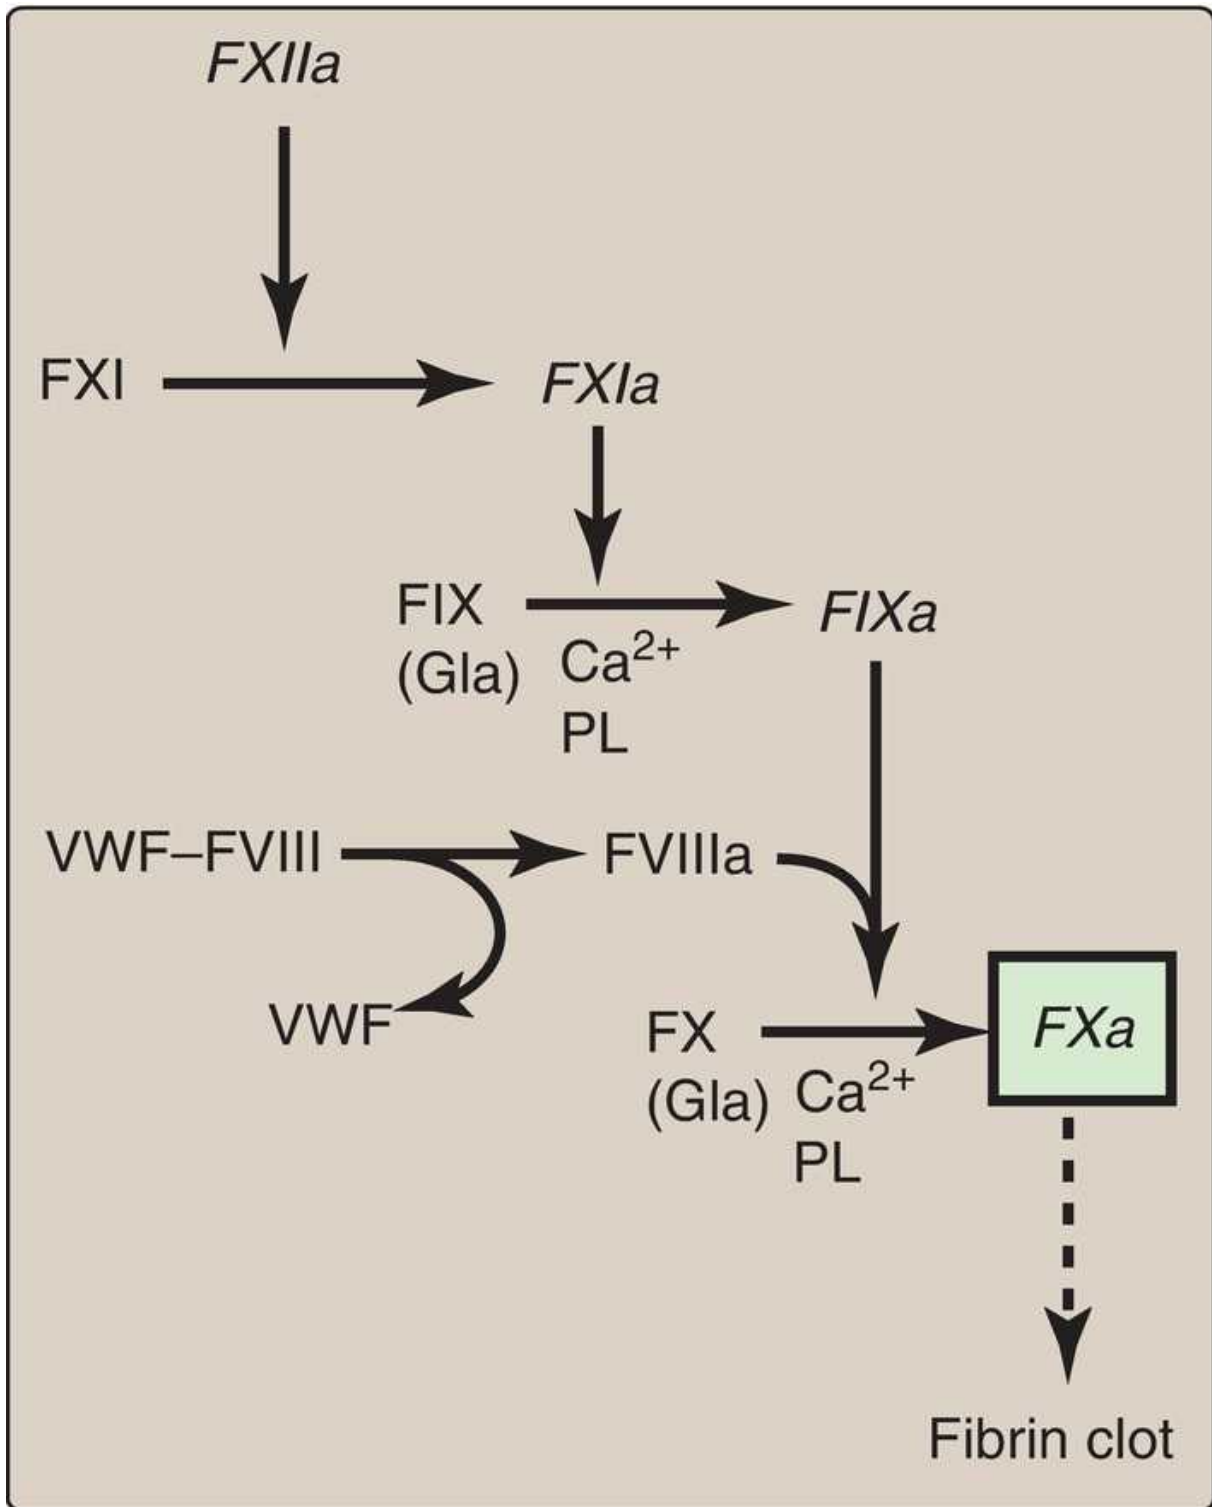 FXIIa
FXI
FXIa
FIX
(Gla)
Ca²⁺
PL
FIXa
VWF–FVIII
FVIIIa
VWF
FX
(Gla)
Ca²⁺
PL
FXa
Fibrin clot